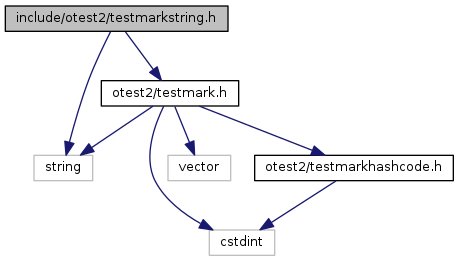 include/otest2/testmarkstring.h
otest2/testmark.h
string
vector
otest2/testmarkhashcode.h
cstdint